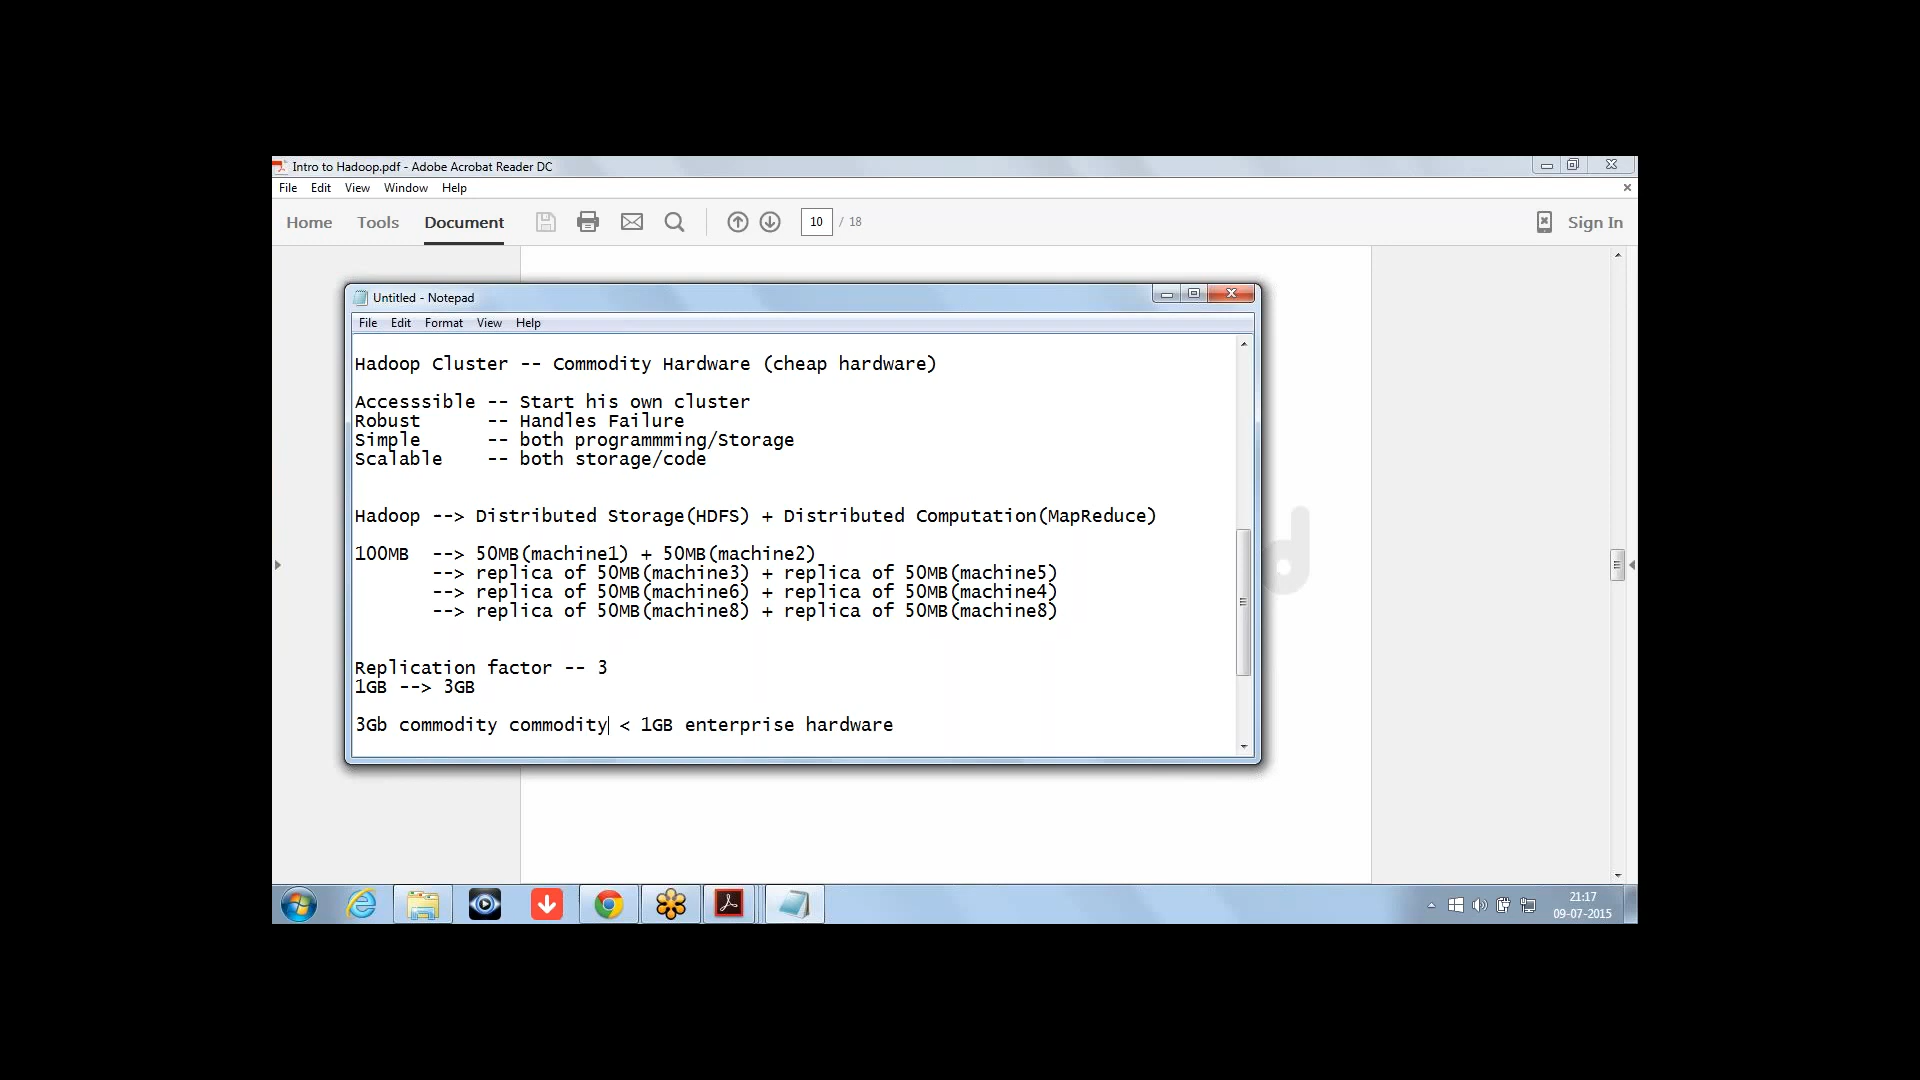 Intro to Hadoop.pdf - Adobe Acrobat Reader DC
File Edit View Window Help
Home Tools Document 10 / 18 Sign In
Untitled - Notepad
File Edit Format View Help
Hadoop Cluster -- Commodity Hardware (cheap hardware)
Accesssible -- Start his own cluster
Robust -- Handles Failure
Simple -- both programmming/Storage
Scalable -- both storage/code
Hadoop --> Distributed Storage(HDFS) + Distributed Computation(MapReduce)
100MB --> 50MB(machine1) + 50MB(machine2)
--> replica of 50MB(machine3) + replica of 50MB(machine5)
--> replica of 50MB(machine6) + replica of 50MB(machine4)
--> replica of 50MB(machine8) + replica of 50MB(machine8)
Replication factor -- 3
1GB --> 3GB
3Gb commodity commodity < 1GB enterprise hardware
21:17
09-07-2015